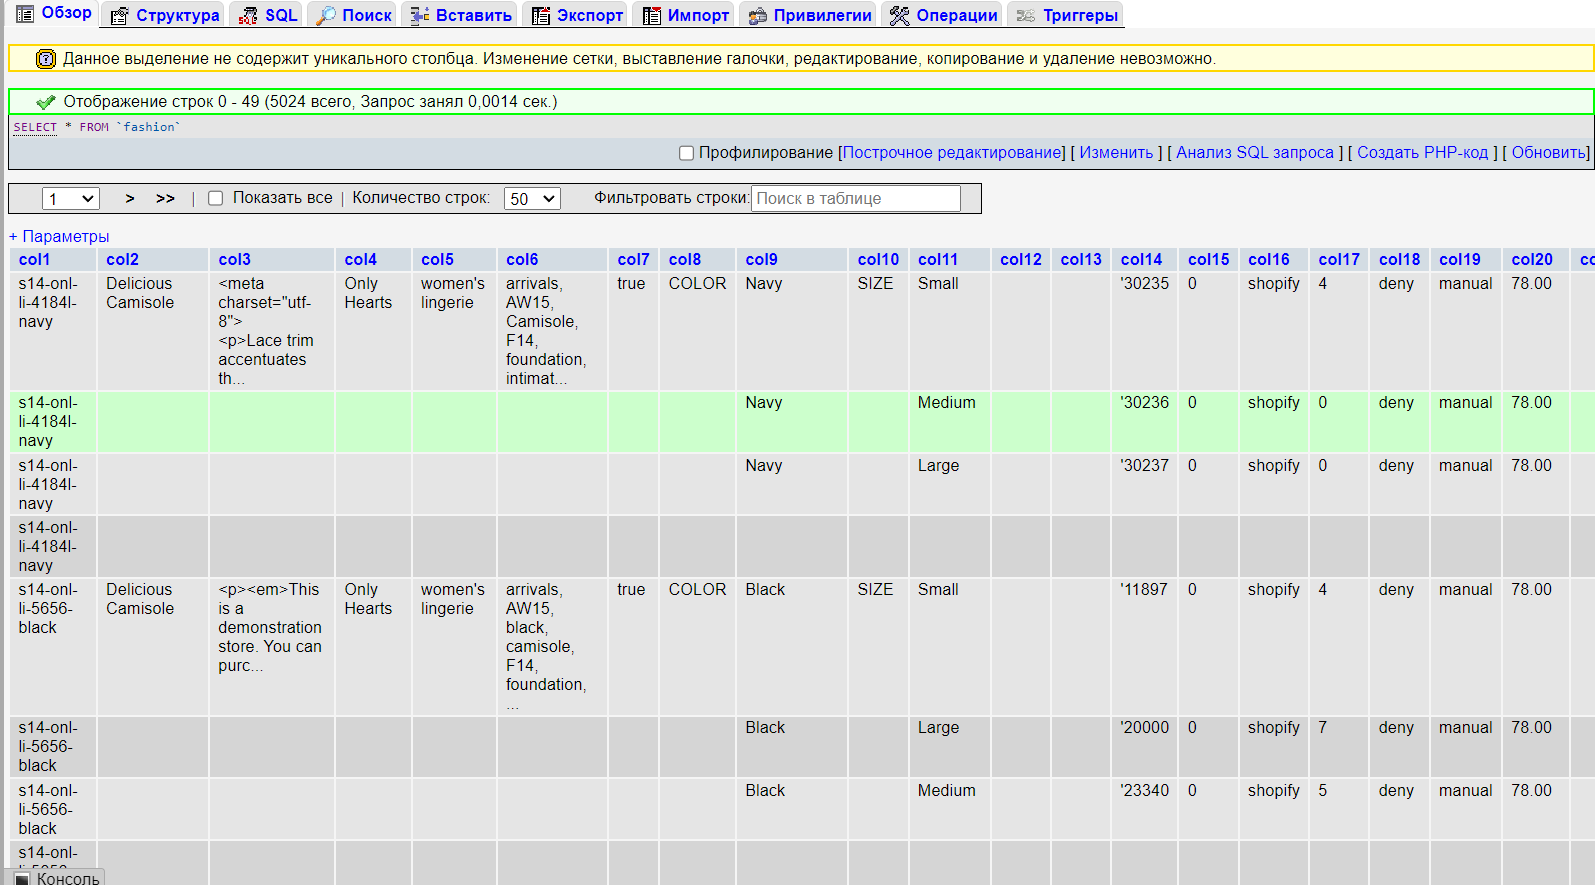 Обзор Структура SQL Поиск Вставить Экспорт Импорт Привилегии Операции Триггеры
Данное выделение не содержит уникального столбца. Изменение сетки, выставление галочки, редактирование, копирование и удаление невозможно.
Отображение строк 0 - 49 (5024 всего, Запрос занял 0,0014 сек.)
SELECT * FROM `fashion`
Профилирование [Построчное редактирование] [ Изменить ] [ Анализ SQL запроса ] [ Создать PHP-код ] [ Обновить]
1 > >> | Показать все | Количество строк: 50 Фильтровать строки: Поиск в таблице
+ Параметры
col1 col2 col3 col4 col5 col6 col7 col8 col9 col10 col11 col12 col13 col14 col15 col16 col17 col18 col19 col20 co
s14-onl- Delicious <meta Only women's arrivals, true COLOR Navy SIZE Small '30235 0 shopify 4 deny manual 78.00
li-4184l- Camisole charset="utf- Hearts lingerie AW15,
navy 8"> Camisole,
<p>Lace trim F14,
accentuates foundation,
th... intimat...
s14-onl- Navy Medium '30236 0 shopify 0 deny manual 78.00
li-4184l-
navy
s14-onl- Navy Large '30237 0 shopify 0 deny manual 78.00
li-4184l-
navy
s14-onl-
li-4184l-
navy
s14-onl- Delicious <p><em>This Only women's arrivals, true COLOR Black SIZE Small '11897 0 shopify 4 deny manual 78.00
li-5656- Camisole is a Hearts lingerie AW15,
black demonstration black,
store. You can camisole,
purc... F14,
foundation,
...
s14-onl- Black Large '20000 0 shopify 7 deny manual 78.00
li-5656-
black
s14-onl- Black Medium '23340 0 shopify 5 deny manual 78.00
li-5656-
black
s14-onl-
Консоль